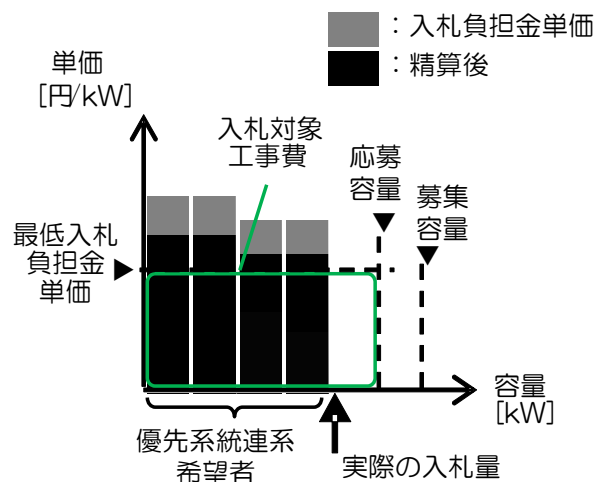 ：入札負担金単価
：精算後
単価
[円/kW]
入札対象
工事費
応募
容量
募集
容量
最低入札
負担金
単価
容量
[kW]
優先系統連系
希望者
実際の入札量